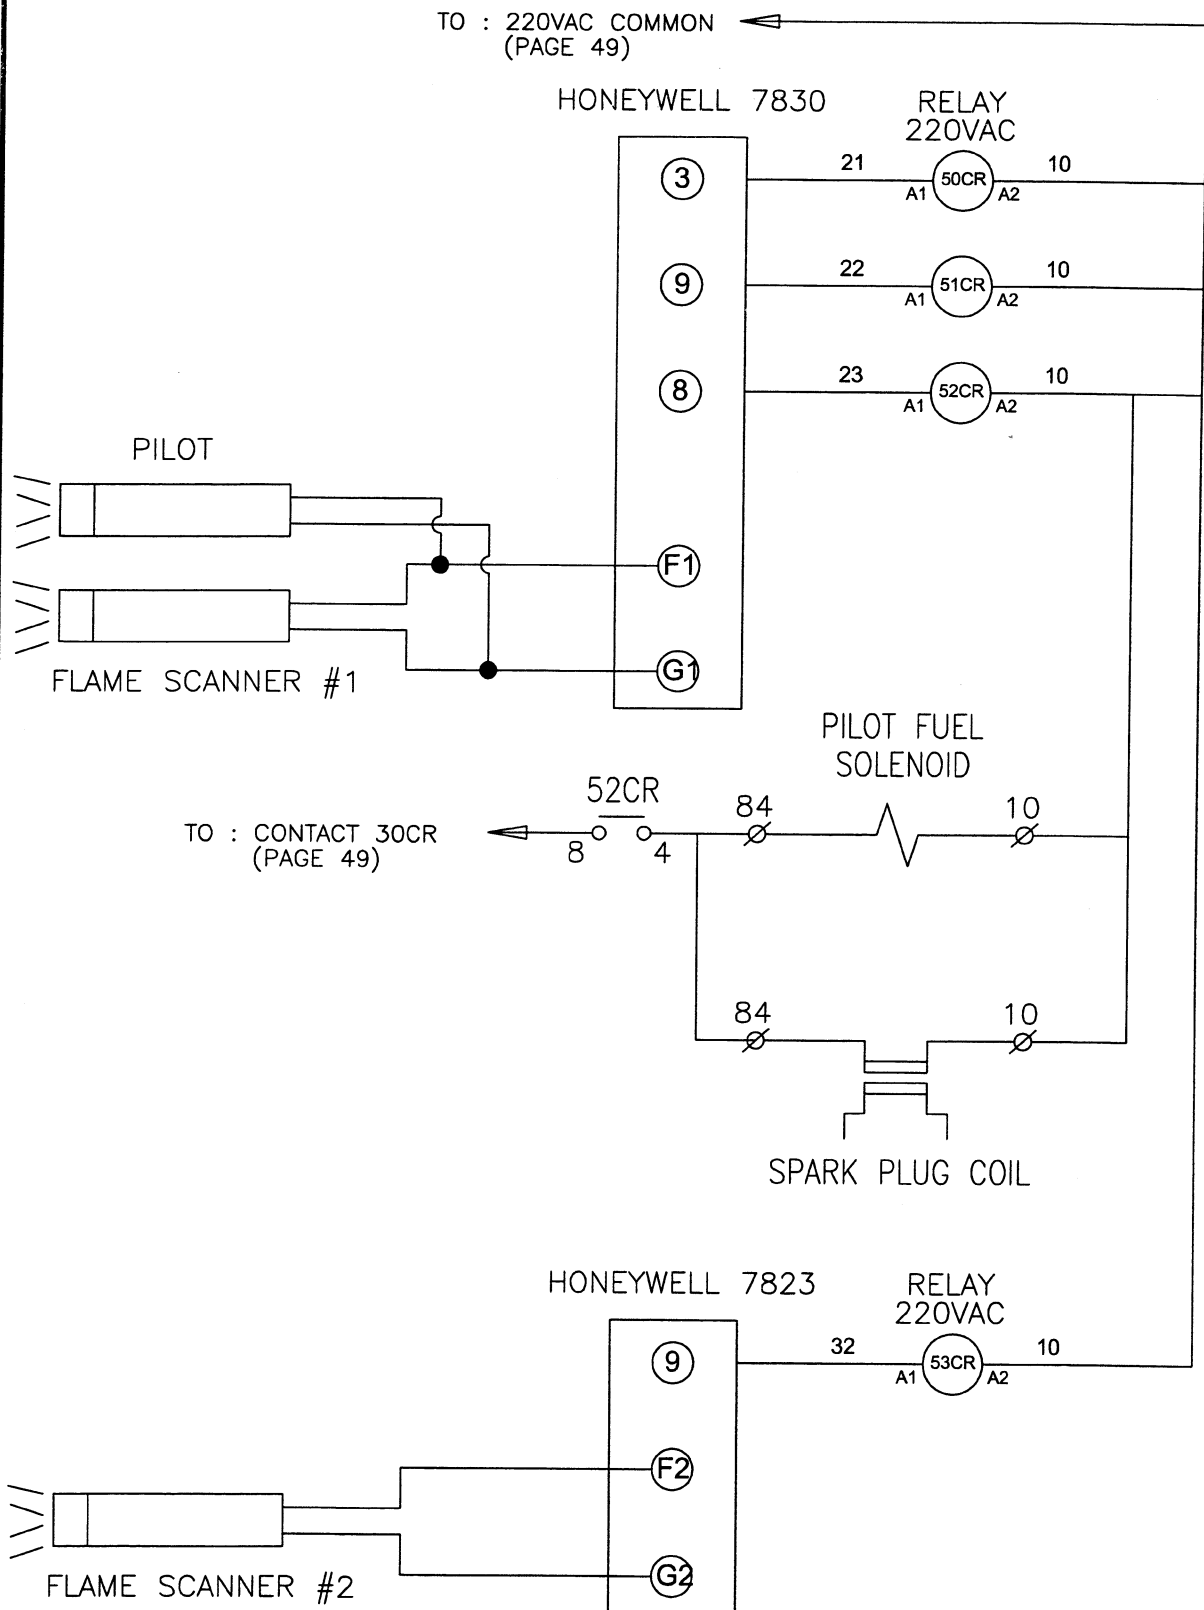 TO : 220VAC COMMON
(PAGE 49)
HONEYWELL 7830
RELAY
220VAC
3
21
A1
50CR
A2
10
9
22
A1
51CR
A2
10
8
23
A1
52CR
A2
10
PILOT
F1
FLAME SCANNER #1
G1
PILOT FUEL
SOLENOID
TO : CONTACT 30CR
(PAGE 49)
52CR
8
4
84
10
84
10
SPARK PLUG COIL
HONEYWELL 7823
RELAY
220VAC
9
32
A1
53CR
A2
10
F2
G2
FLAME SCANNER #2